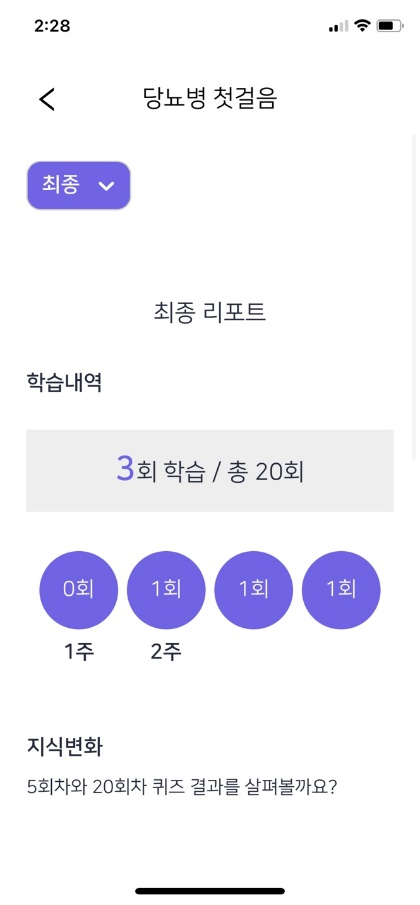 2:28
당뇨병 첫걸음
최종
최종 리포트
학습내역
3회 학습 / 총 20회
0회 1회 1회 1회
1주 2주
지식변화
5회차와 20회차 퀴즈 결과를 살펴볼까요?